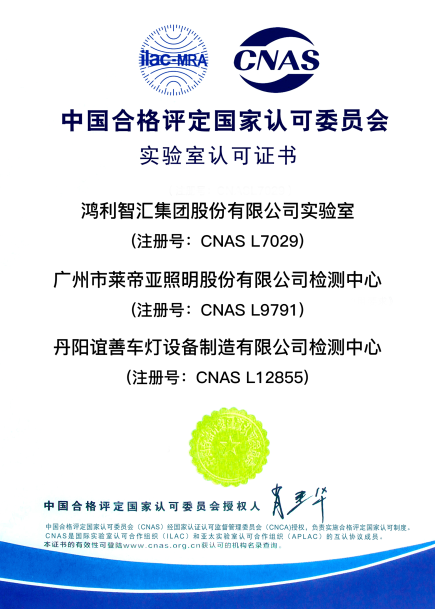 ilac-MRA
CNAS
中国合格评定国家认可委员会
实验室认可证书
鸿利智汇集团股份有限公司实验室
(注册号：CNAS L7029)
广州市莱帝亚照明股份有限公司检测中心
(注册号：CNAS L9791)
丹阳谊善车灯设备制造有限公司检测中心
(注册号：CNAS L12855)
中国合格评定国家认可委员会授权人
中国合格评定国家认可委员会（CNAS）经国家认证认可监督管理委员会（CNCA)授权，负责实施合格评定国家认可制度。
CNAS是国际实验室认可合作组织（ILAC）和亚太实验室认可合作组织（APLAC）的互认协议成员。
本证书的有效性可登陆www.cnas.org.cn获认可的机构名录查询。